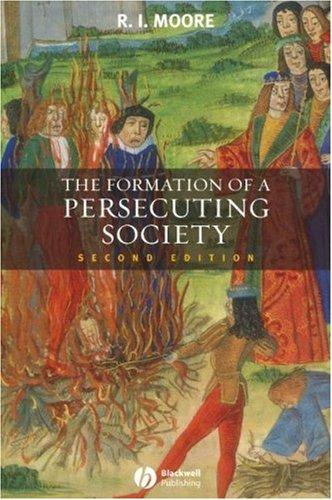 R. I. MOORE
THE FORMATION OF A
PERSECUTING
SOCIETY
SECOND EDITION
Blackwell
Publishing